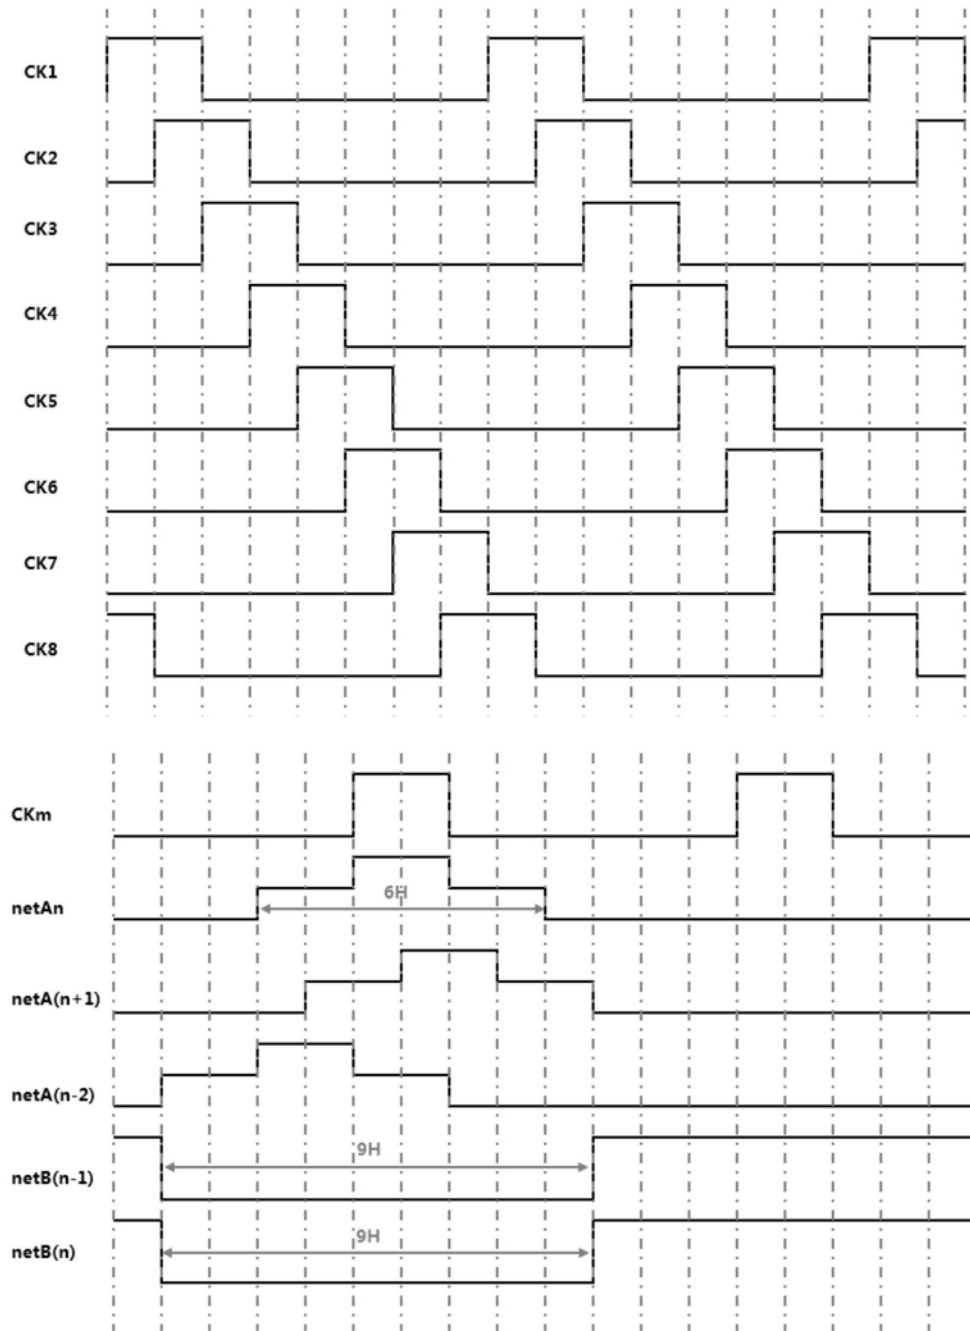 CK1
CK2
CK3
CK4
CK5
CK6
CK7
CK8
CKm
netAn
6H
netA(n+1)
netA(n-2)
9H
netB(n-1)
9H
netB(n)